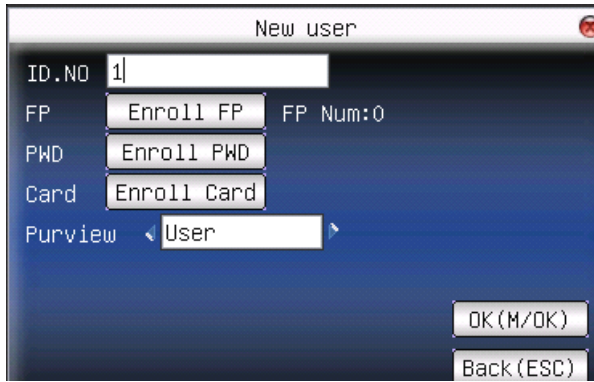 New user
ID.NO 1
FP Enroll FP FP Num:0
PWD Enroll PWD
Card Enroll Card
Purview User
OK(M/OK)
Back(ESC)